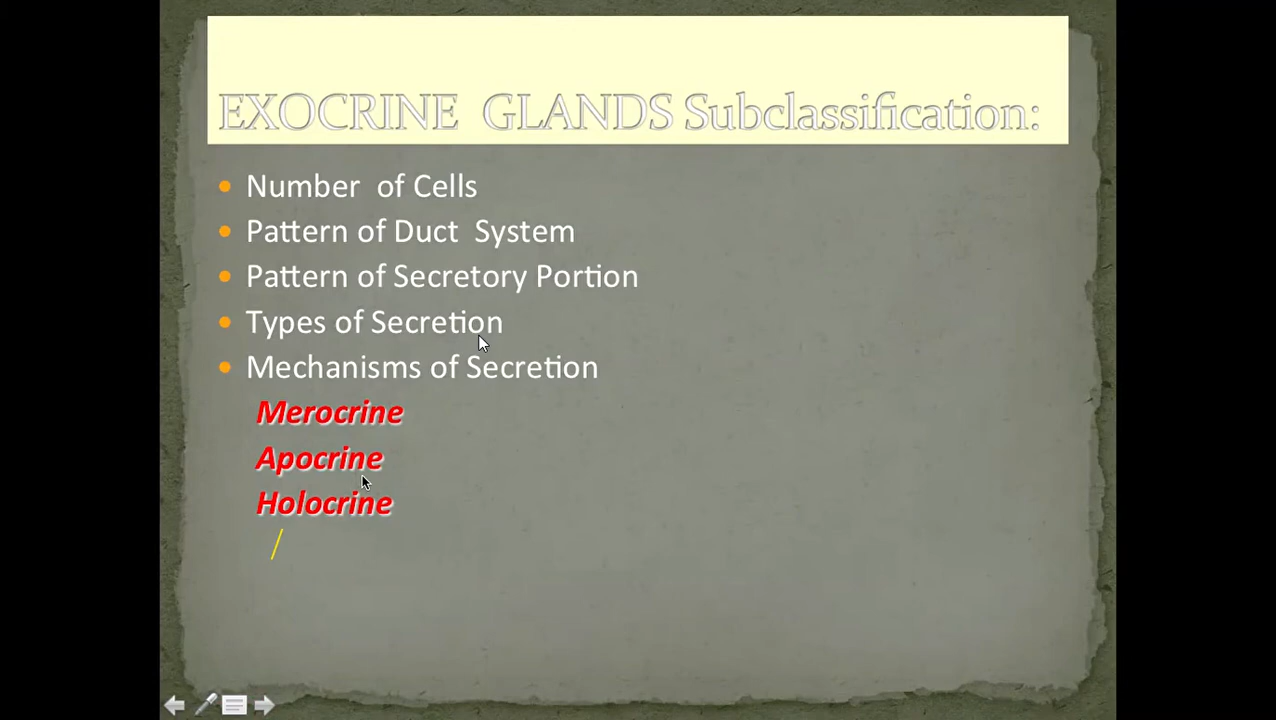 EXOCRINE GLANDS Subclassification:
Number of Cells
Pattern of Duct System
Pattern of Secretory Portion
Types of Secretion
Mechanisms of Secretion
Merocrine
Apocrine
Holocrine
/